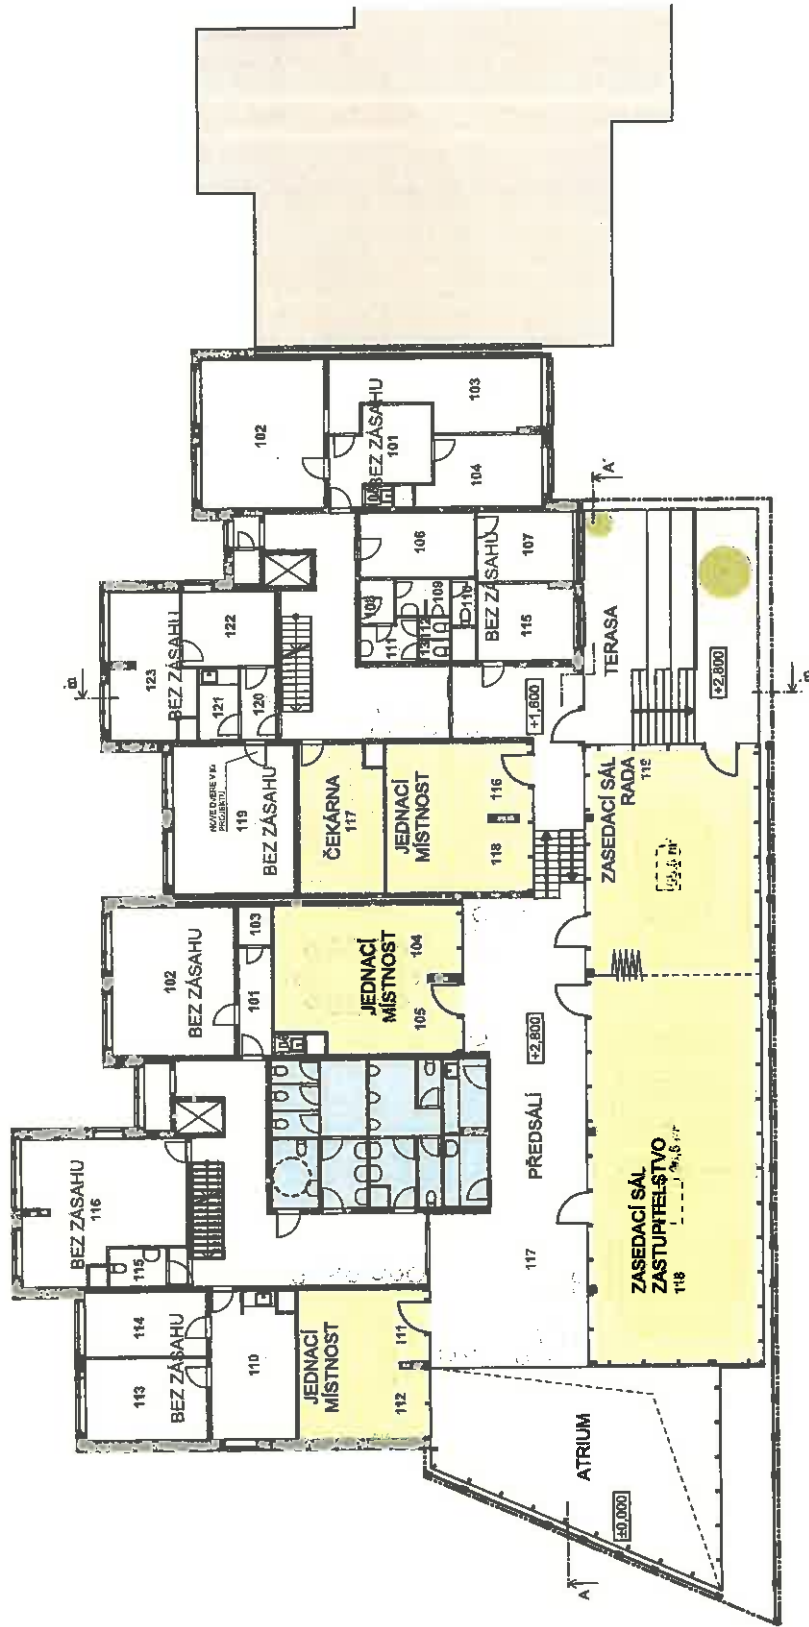 102
BEZ ZÁSAHU
101
103
104
106
107
108
109
110
111
112
113
BEZ ZÁSAHU
115
123
BEZ ZÁSAHU
122
121
120
TERASA
+1,600
+2,800
119
BEZ ZÁSAHU
ČEKÁRNA
117
JEDNACÍ
MÍSTNOST
118
116
ZASEDACÍ SÁL
RADA
102
BEZ ZÁSAHU
101
103
JEDNACÍ
MÍSTNOST
105
104
+2,800
PŘEDSÁLÍ
117
ZASEDACÍ SÁL
ZASTUPITELSTVO
118
BEZ ZÁSAHU
116
115
114
113
BEZ ZÁSAHU
110
JEDNACÍ
MÍSTNOST
112
111
ATRIUM
±0,000
A
A'